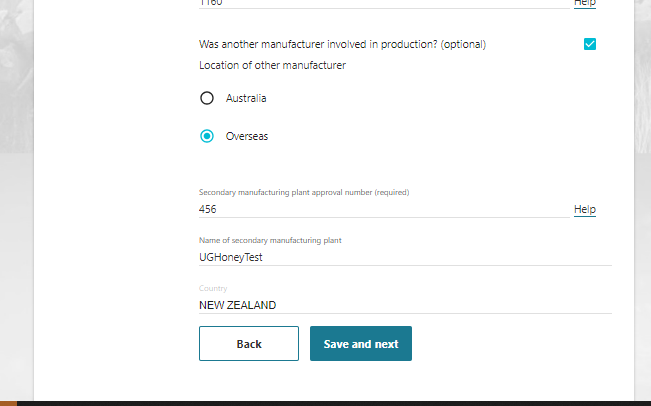 1160
Help
Was another manufacturer involved in production? (optional)
Location of other manufacturer
Australia
Overseas
Secondary manufacturing plant approval number (required)
456
Help
Name of secondary manufacturing plant
UGHoneyTest
Country
NEW ZEALAND
Back
Save and next